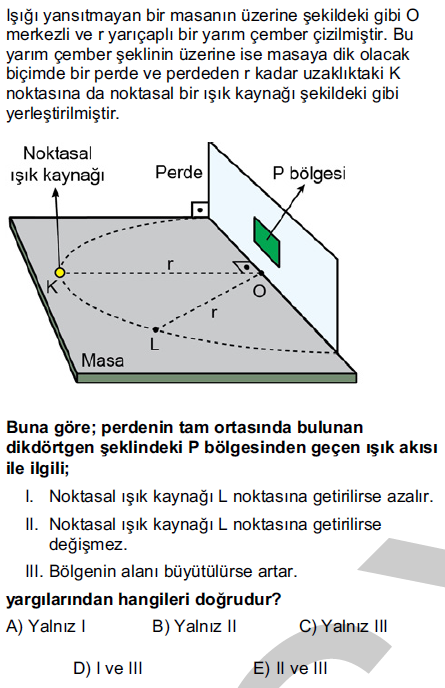 Işığı yansıtmayan bir masanın üzerine şekildeki gibi O
merkezli ve r yarıçaplı bir yarım çember çizilmiştir. Bu
yarım çember şeklinin üzerine ise masaya dik olacak
biçimde bir perde ve perdeden r kadar uzaklıktaki K
noktasına da noktasal bir ışık kaynağı şekildeki gibi
yerleştirilmiştir.
Noktasal
ışık kaynağı
Perde
P bölgesi
K
r
O
r
L
Masa
Buna göre; perdenin tam ortasında bulunan
dikdörtgen şeklindeki P bölgesinden geçen ışık akısı
ile ilgili;
I. Noktasal ışık kaynağı L noktasına getirilirse azalır.
II. Noktasal ışık kaynağı L noktasına getirilirse
değişmez.
III. Bölgenin alanı büyütülürse artar.
yargılarından hangileri doğrudur?
A) Yalnız I B) Yalnız II C) Yalnız III
D) I ve III E) II ve III